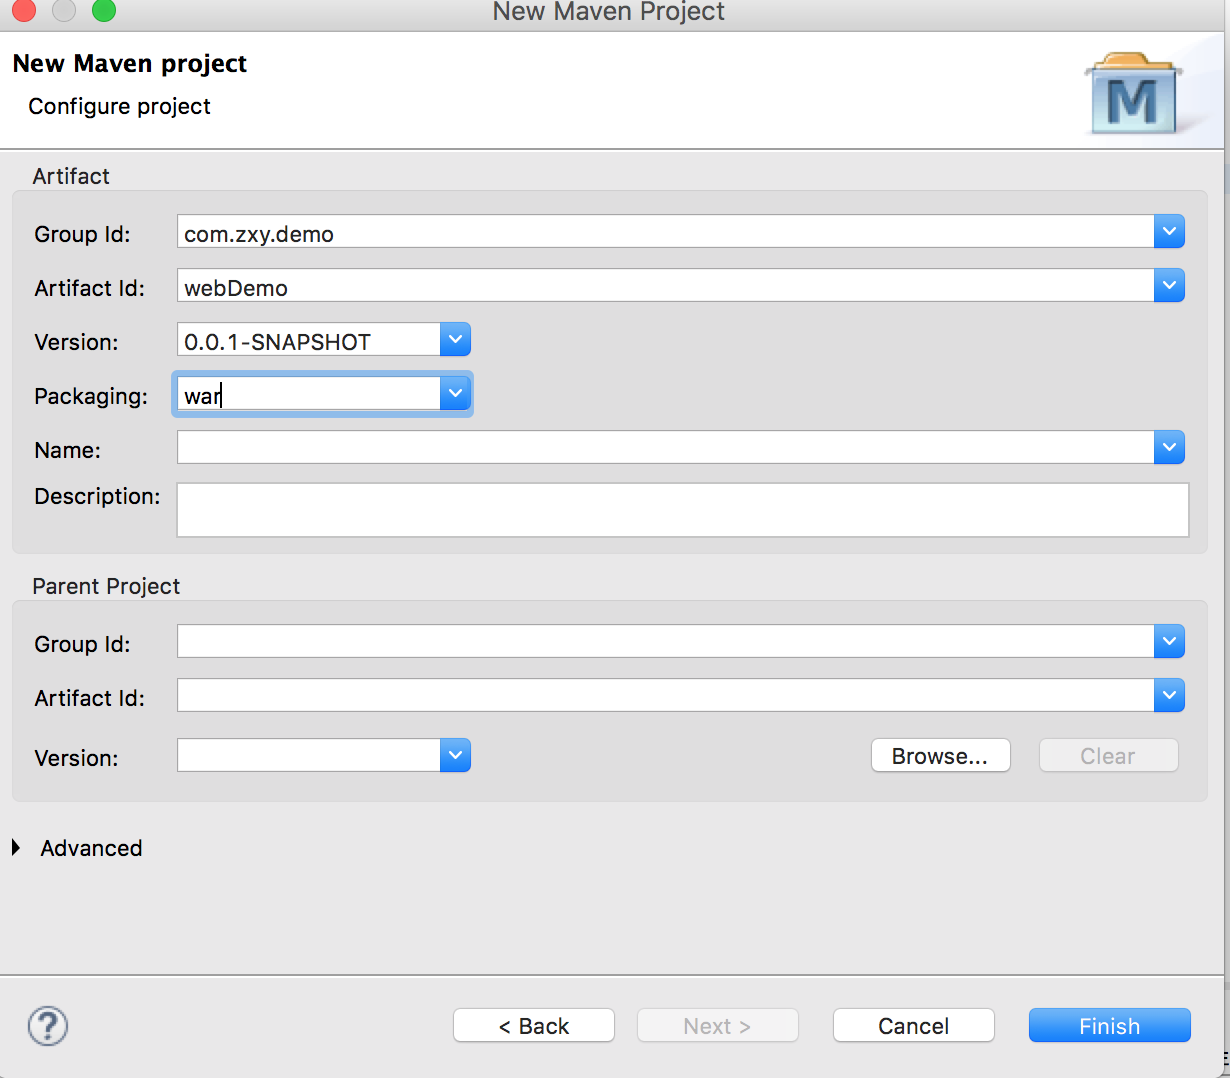 New Maven Project
New Maven project
Configure project
M
Artifact
Group Id: com.zxy.demo
Artifact Id: webDemo
Version: 0.0.1-SNAPSHOT
Packaging: war
Name:
Description:
Parent Project
Group Id:
Artifact Id:
Version: Browse... Clear
Advanced
? < Back Next > Cancel Finish